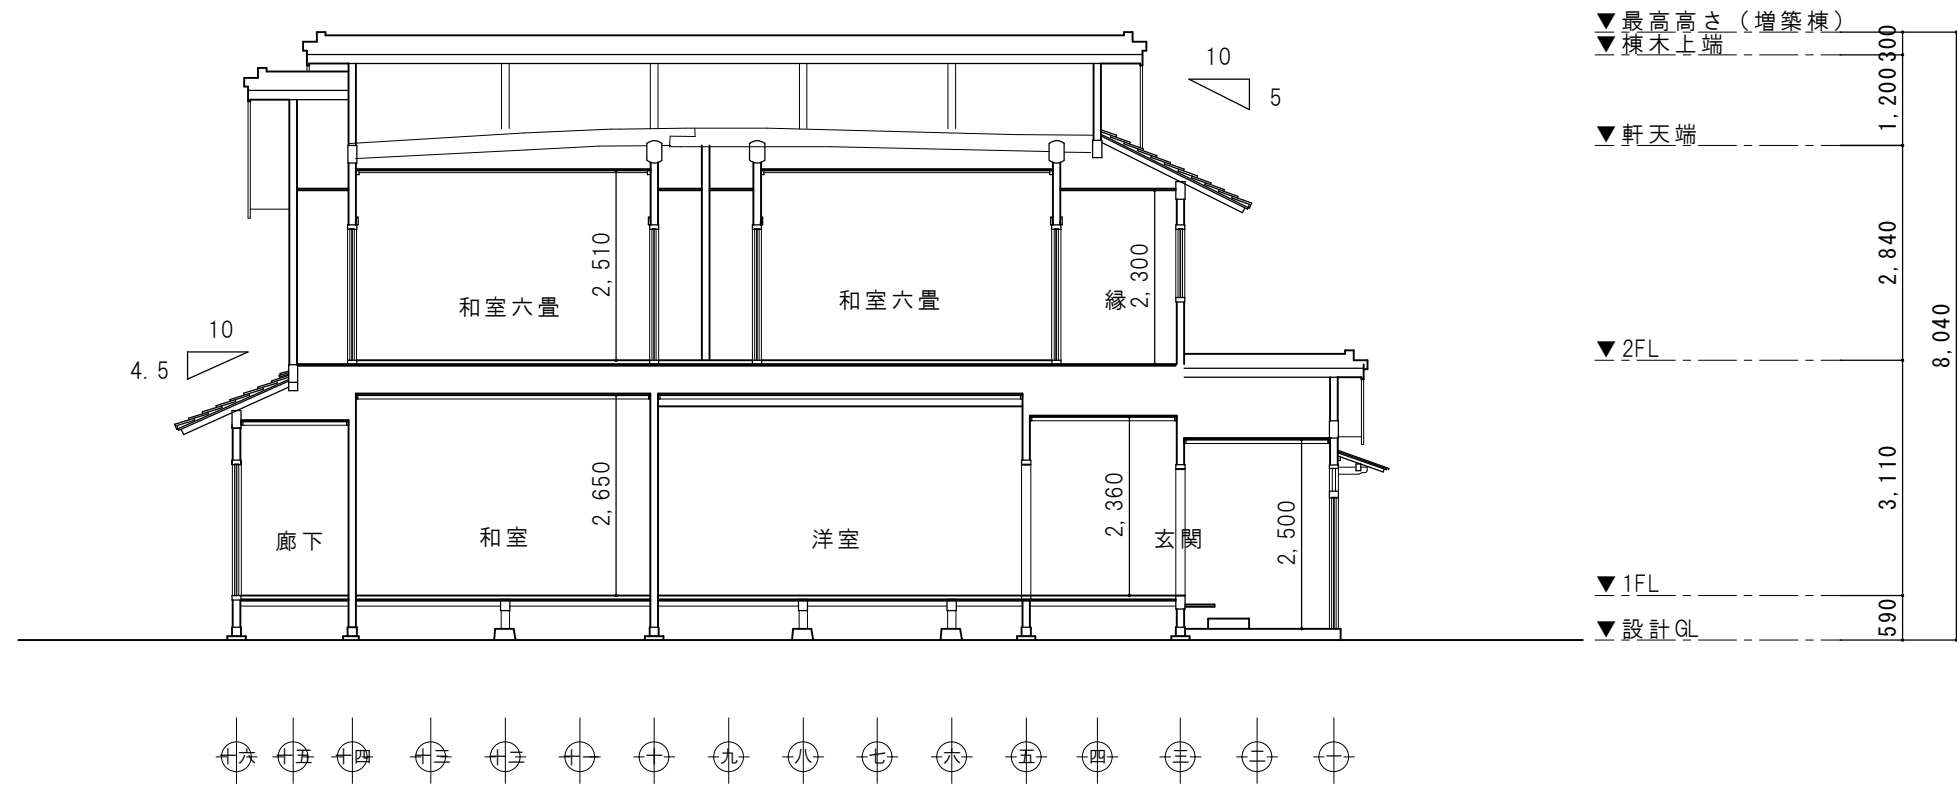 ▼最高高さ（増築棟）
▼棟木上端
300
10
5
1,200
▼軒天端
2,510
2,300
2,840
和室六畳
和室六畳
縁
10
4.5
▼2FL
8,040
2,650
2,360
2,500
3,110
廊下
和室
洋室
玄関
▼1FL
590
▼設計GL
十六 十五 十四 十三 十二 十一 十 九 八 七 六 五 四 三 二 一